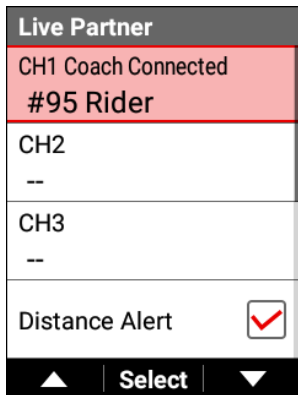 Live Partner
CH1 Coach Connected
#95 Rider
CH2
--
CH3
--
Distance Alert
Select